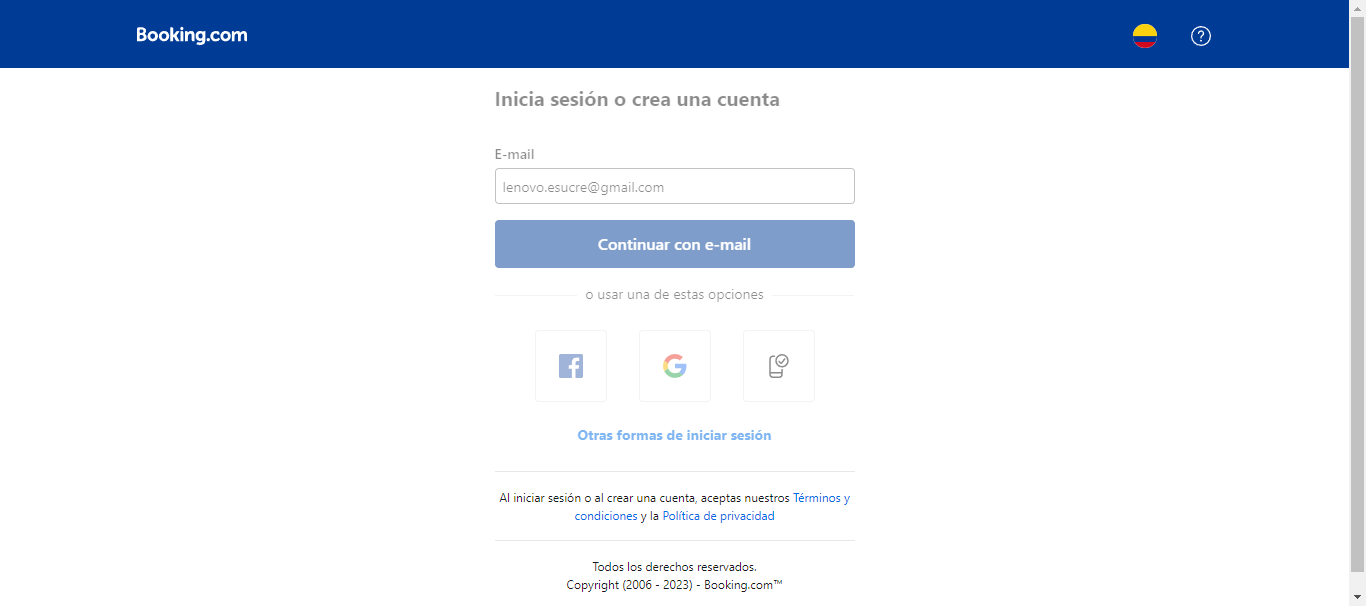 Booking.com
Inicia sesión o crea una cuenta
E-mail
lenovo.esucre@gmail.com
Continuar con e-mail
o usar una de estas opciones
Otras formas de iniciar sesión
Al iniciar sesión o al crear una cuenta, aceptas nuestros Términos y
condiciones y la Política de privacidad
Todos los derechos reservados.
Copyright (2006 - 2023) - Booking.com™